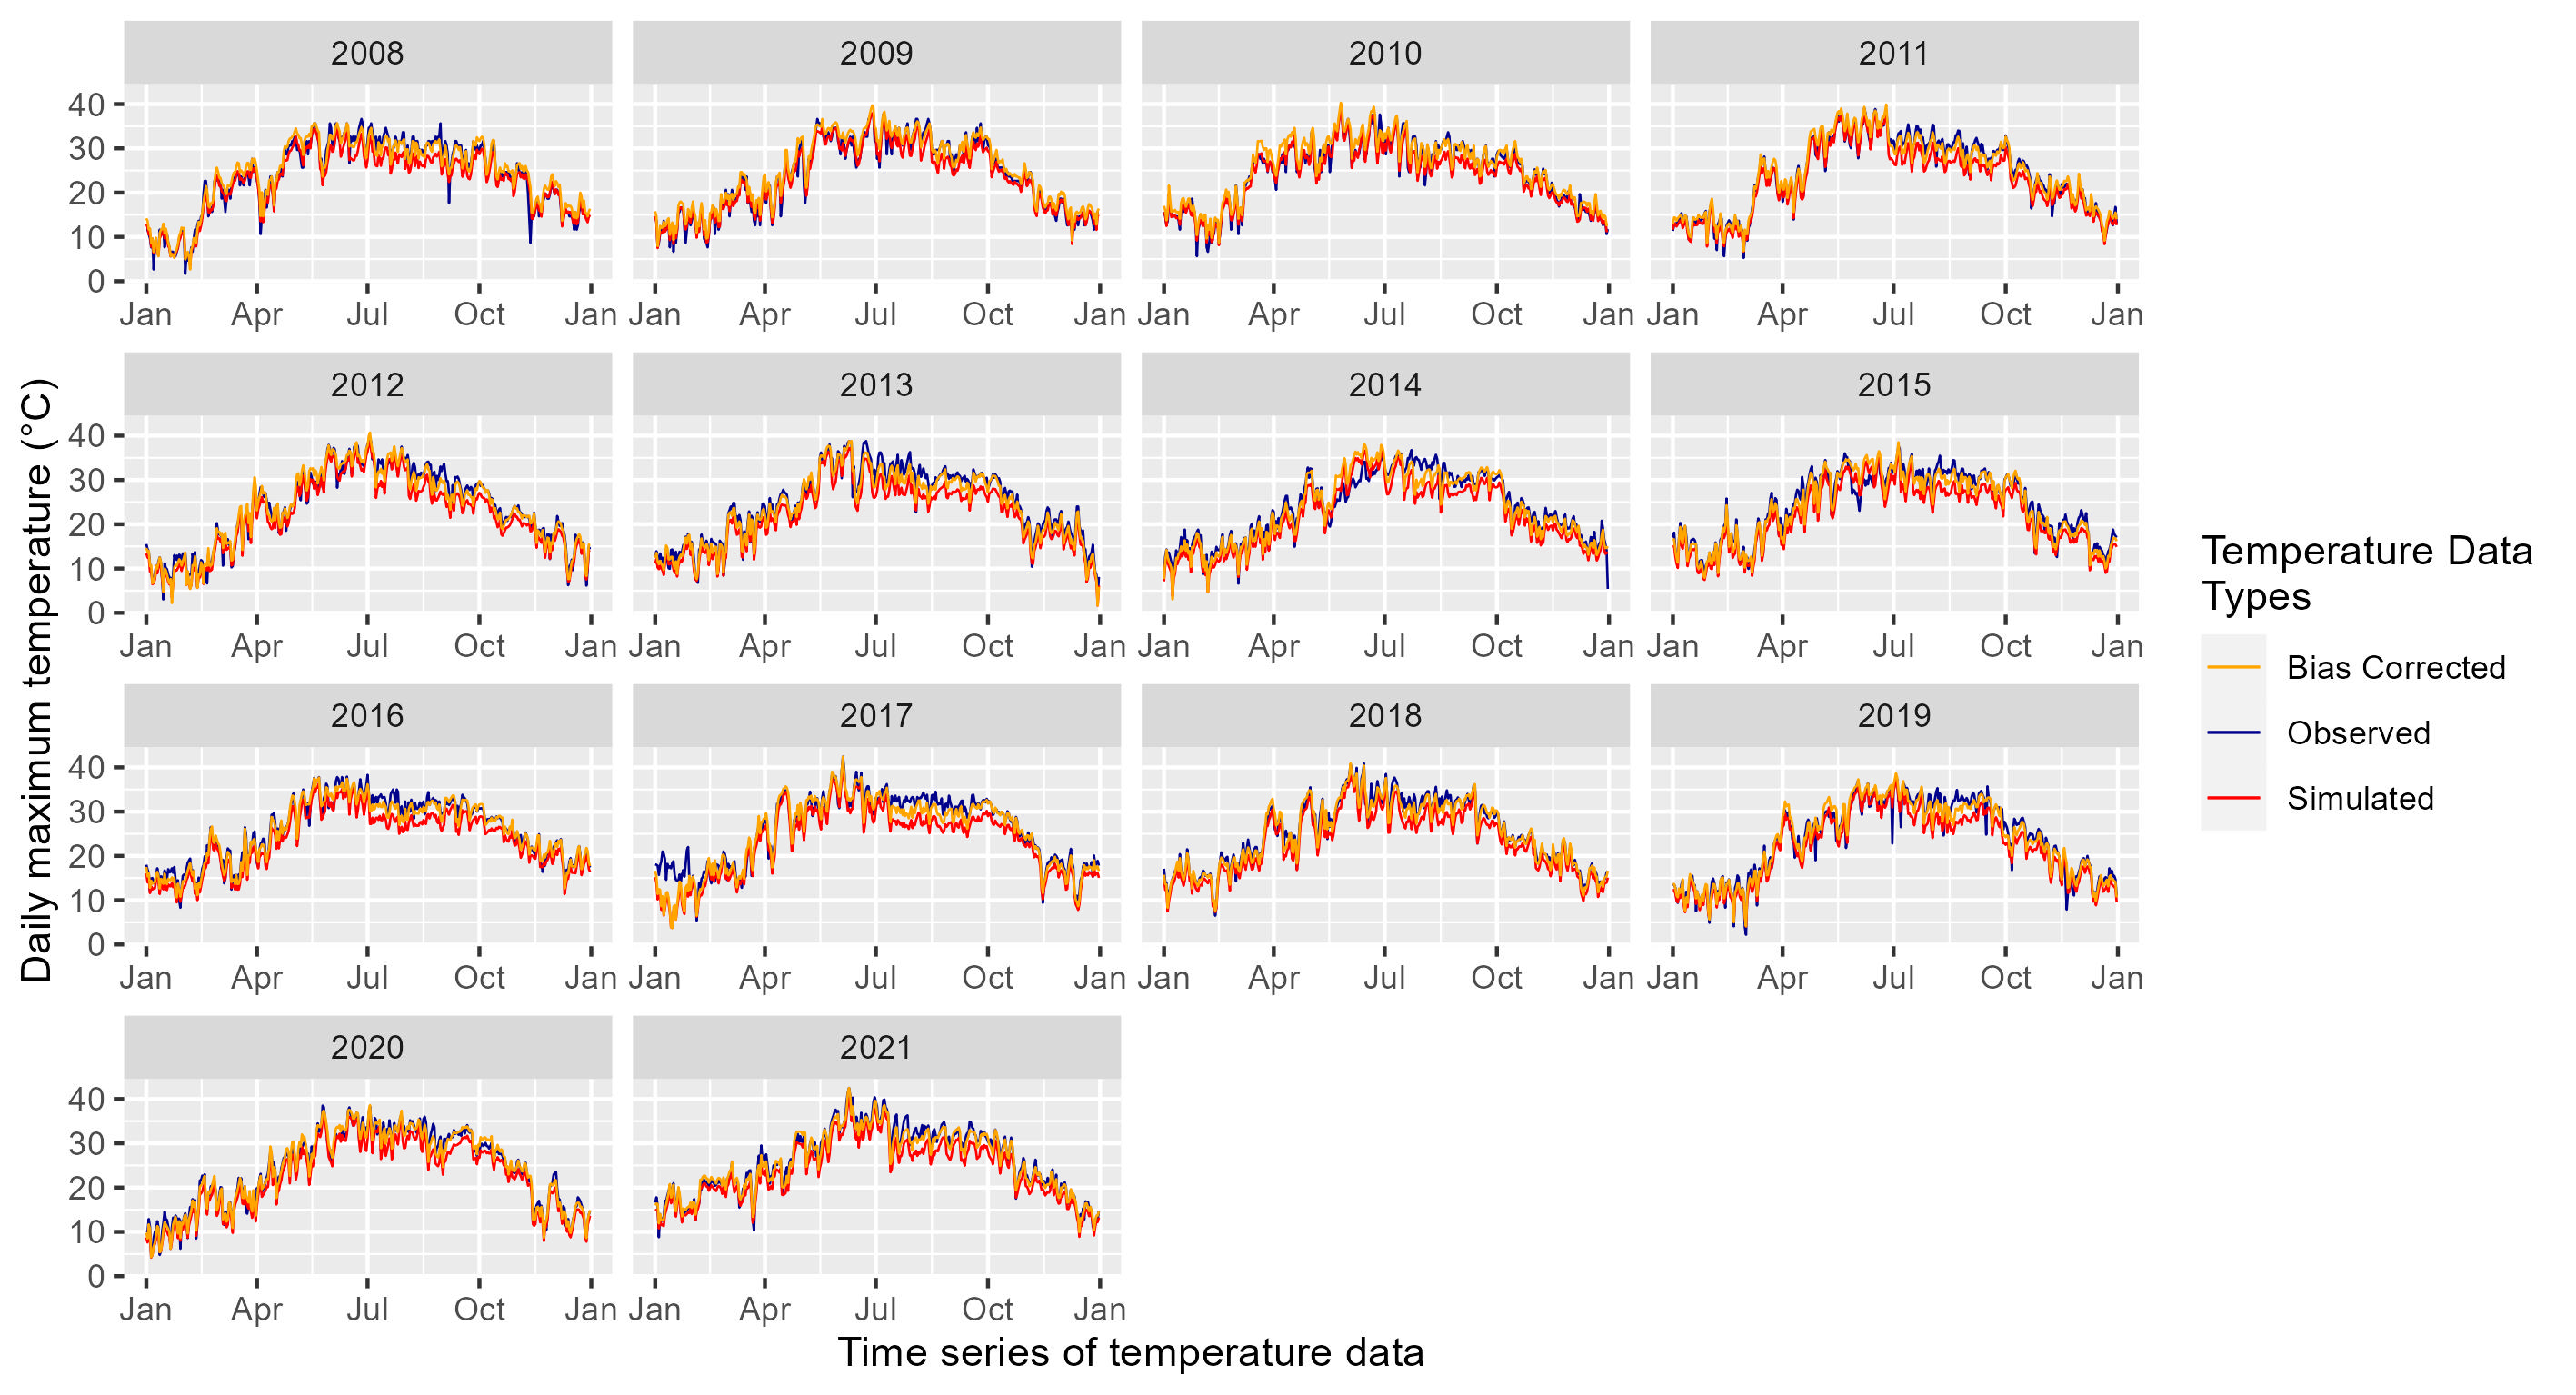 2008 2009 2010 2011
40
30
20
10
0
Jan Apr Jul Oct Jan Jan Apr Jul Oct Jan Jan Apr Jul Oct Jan Jan Apr Jul Oct Jan
2012 2013 2014 2015
40
30
20
10
0
Jan Apr Jul Oct Jan Jan Apr Jul Oct Jan Jan Apr Jul Oct Jan Jan Apr Jul Oct Jan
2016 2017 2018 2019
40
30
20
10
0
Jan Apr Jul Oct Jan Jan Apr Jul Oct Jan Jan Apr Jul Oct Jan Jan Apr Jul Oct Jan
2020 2021
40
30
20
10
0
Jan Apr Jul Oct Jan Jan Apr Jul Oct Jan
Daily maximum temperature (°C)
Time series of temperature data
Temperature Data
Types
Bias Corrected
Observed
Simulated